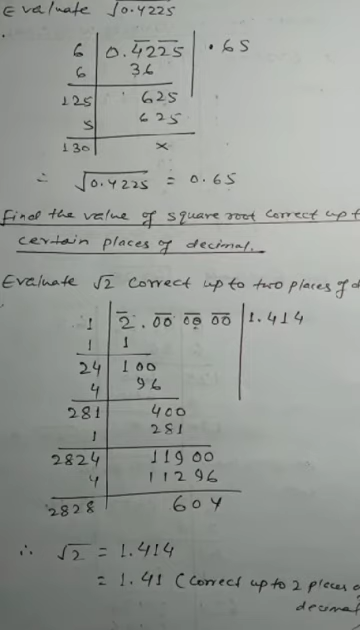 Evaluate √0.4225
6 | 0.4225 | .65
6 | 36
125 | 625
5 | 625
130 | x
= √0.4225 = 0.65
Find the value of square root correct up t
certain places of decimal.
Evaluate √2 correct up to two places of d
1 | 2.00 00 00 | 1.414
1 | 1
24 | 100
4 | 96
281 | 400
1 | 281
2824 | 11900
4 | 11296
2828 | 604
∴ √2 = 1.414
= 1.41 (correct up to 2 places o
decimal